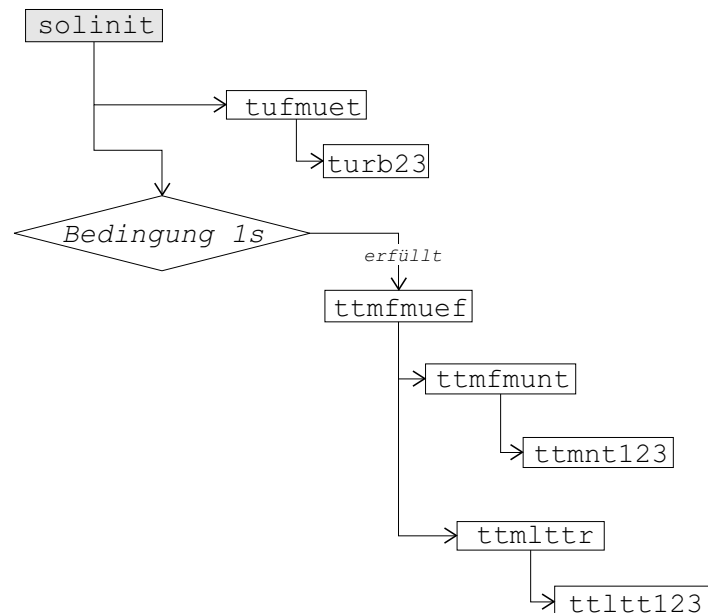 solinit
tufmuet
turb23
Bedingung 1s
erfüllt
ttmfmuef
ttmfmunt
ttmnt123
ttmlttr
ttltt123